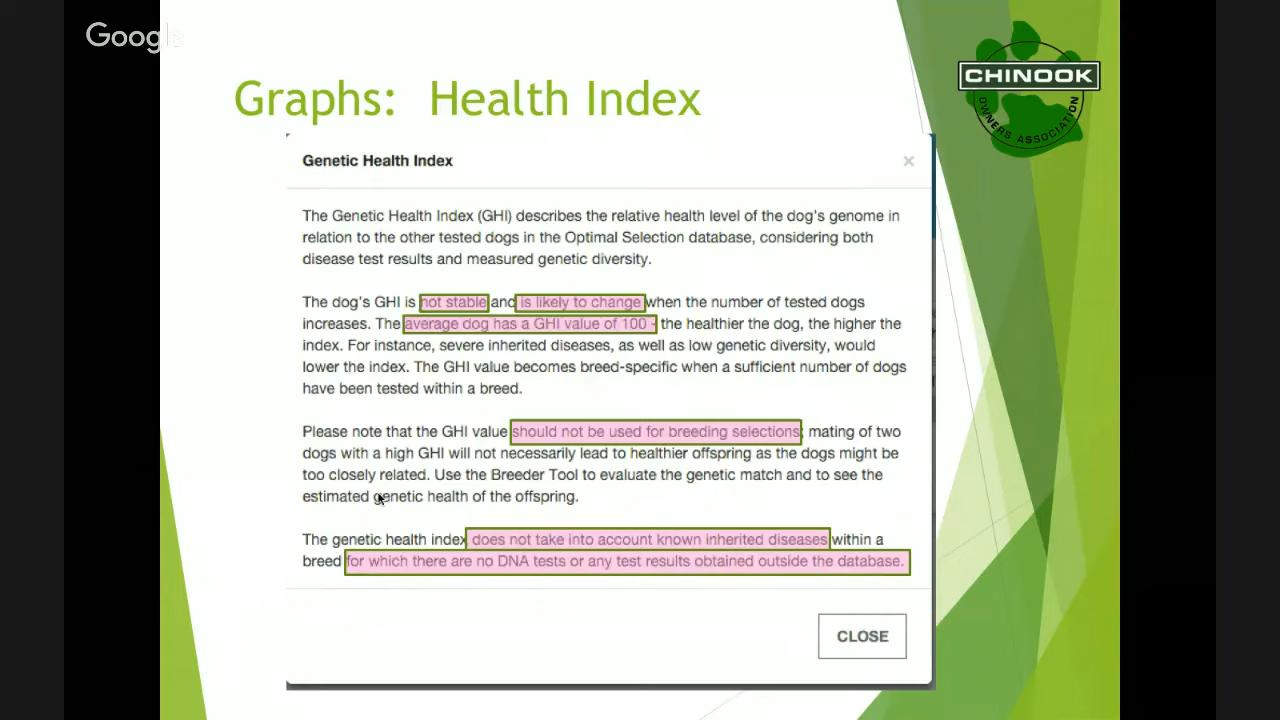 Google
Graphs: Health Index
CHINOOK
OWNERS ASSOCIATION
Genetic Health Index
×
The Genetic Health Index (GHI) describes the relative health level of the dog's genome in
relation to the other tested dogs in the Optimal Selection database, considering both
disease test results and measured genetic diversity.
The dog's GHI is not stable and is likely to change when the number of tested dogs
increases. The average dog has a GHI value of 100 - the healthier the dog, the higher the
index. For instance, severe inherited diseases, as well as low genetic diversity, would
lower the index. The GHI value becomes breed-specific when a sufficient number of dogs
have been tested within a breed.
Please note that the GHI value should not be used for breeding selections; mating of two
dogs with a high GHI will not necessarily lead to healthier offspring as the dogs might be
too closely related. Use the Breeder Tool to evaluate the genetic match and to see the
estimated genetic health of the offspring.
The genetic health index does not take into account known inherited diseases within a
breed for which there are no DNA tests or any test results obtained outside the database.
CLOSE